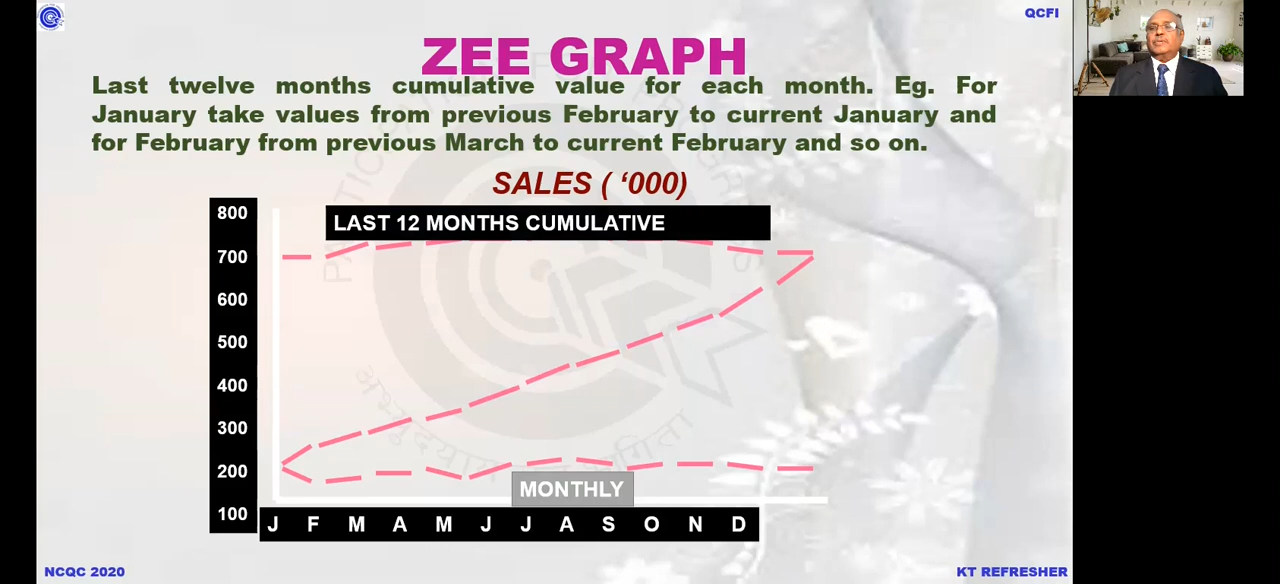 QCFI
ZEE GRAPH
Last twelve months cumulative value for each month. Eg. For
January take values from previous February to current January and
for February from previous March to current February and so on.
SALES ( ‘000)
LAST 12 MONTHS CUMULATIVE
800
700
600
500
400
300
200
100
MONTHLY
J F M A M J J A S O N D
NCQC 2020
KT REFRESHER